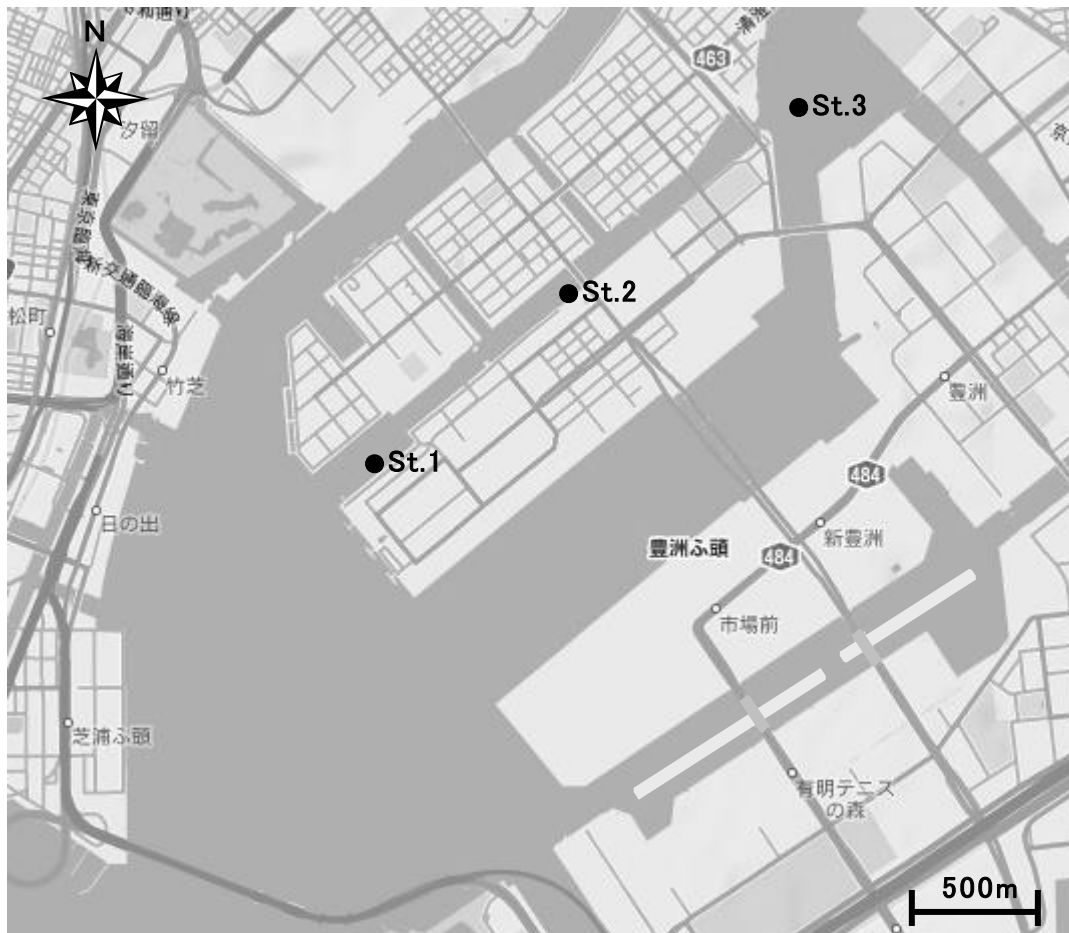 N
463
St.3
汐留
St.2
竹芝
豊洲
St.1
484
日の出
新豊洲
豊洲ふ頭
484
市場前
芝浦ふ頭
有明テニス
の森
500m